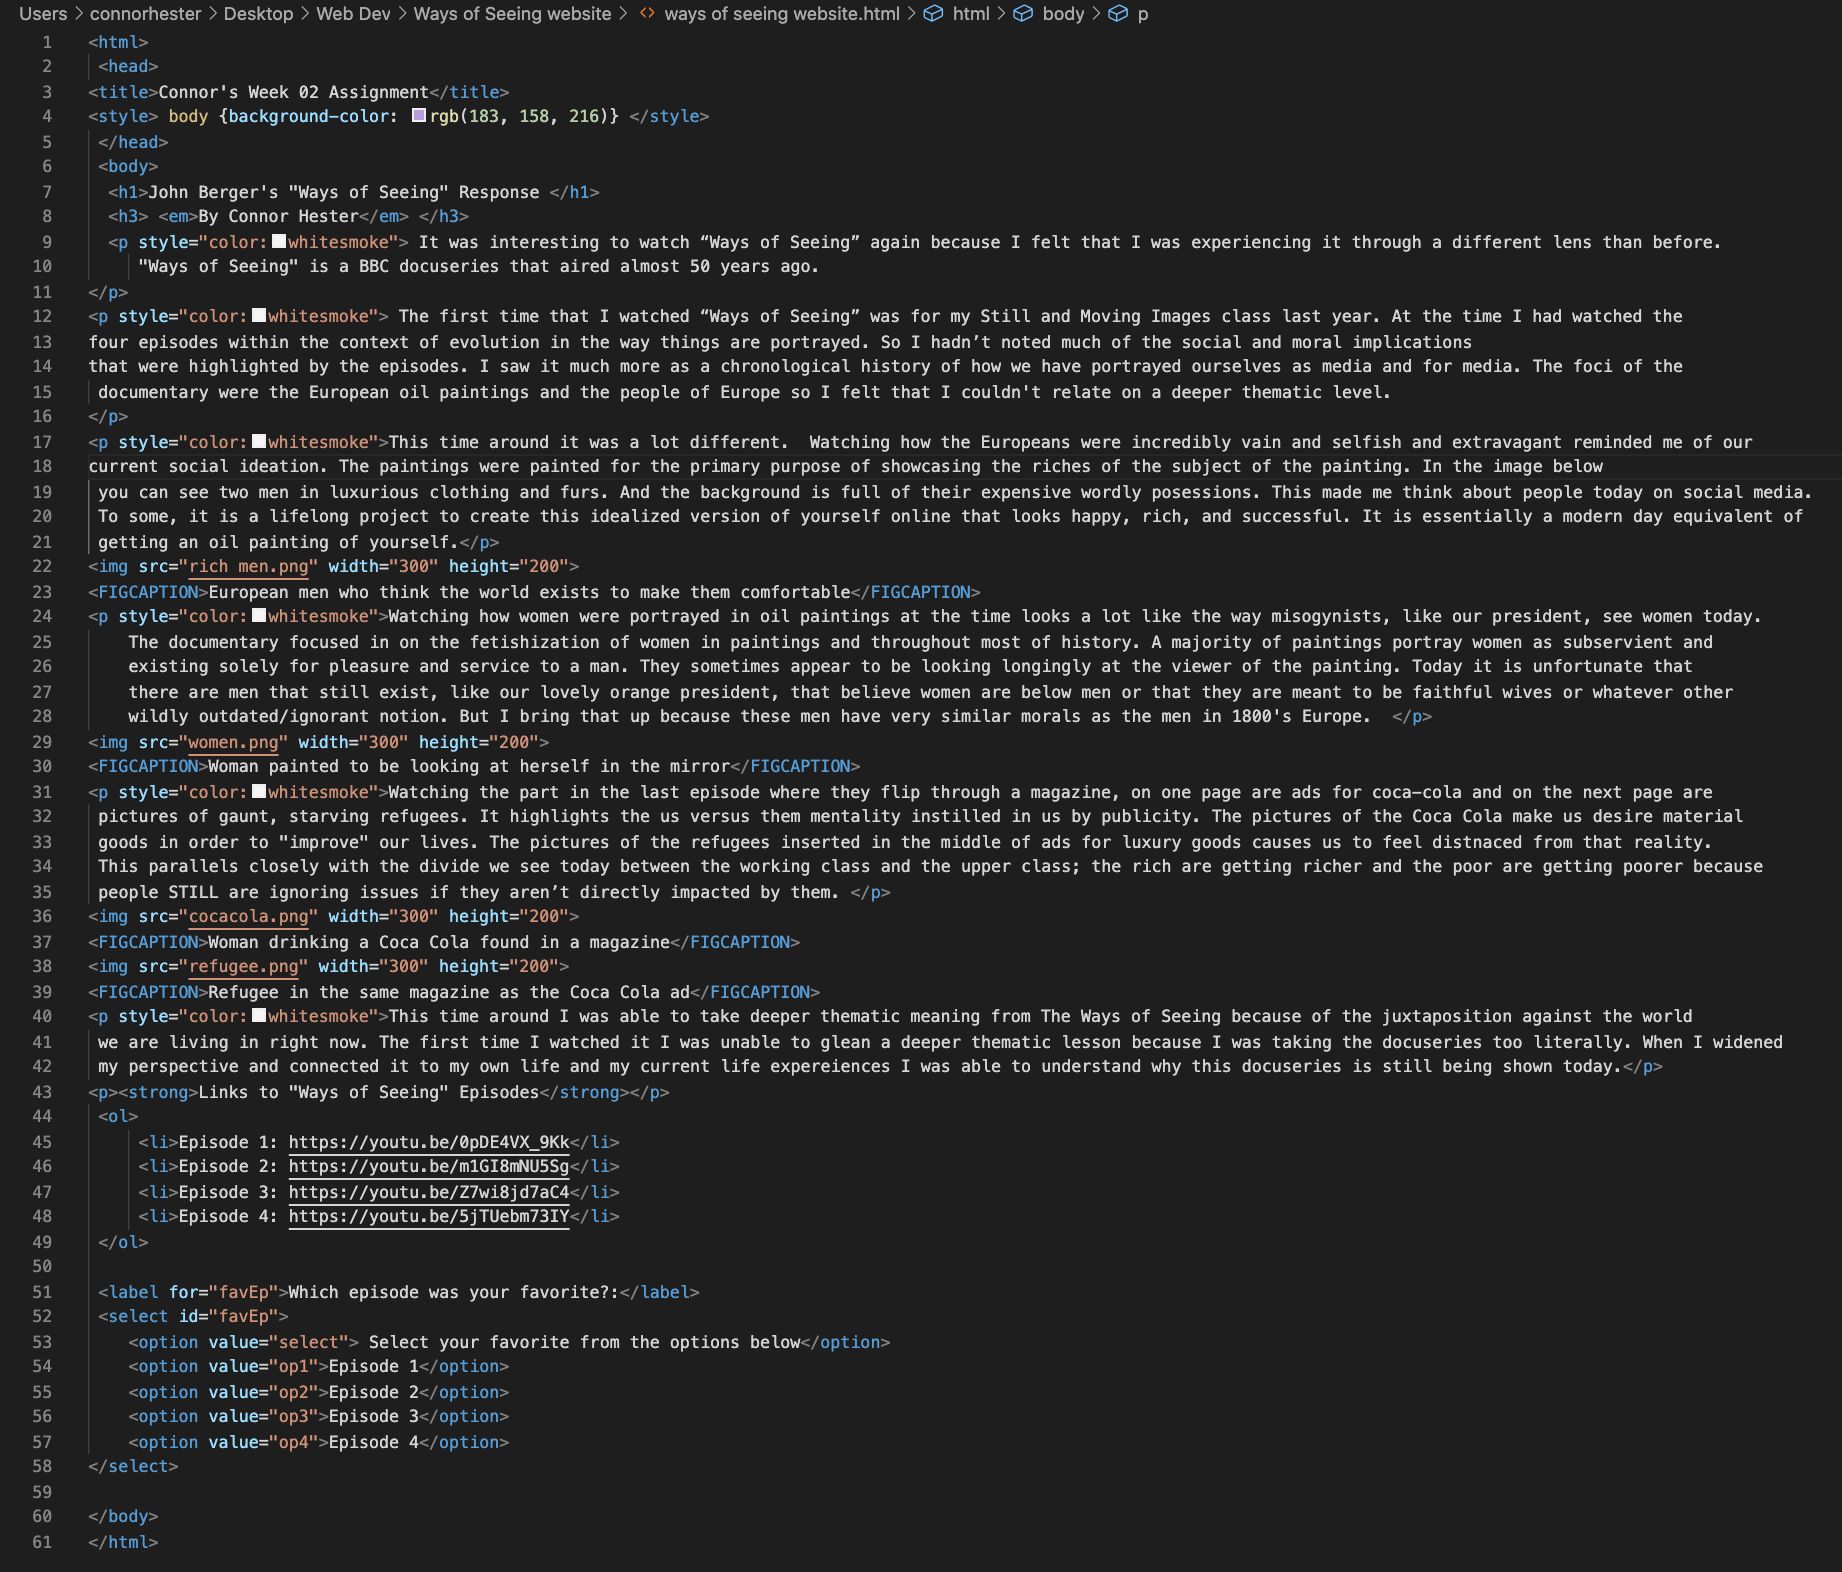 Users > connorhester > Desktop > Web Dev > Ways of Seeing website > <> ways of seeing website.html > html > body > p
1 <html>
2 <head>
3 <title>Connor's Week 02 Assignment</title>
4 <style> body {background-color: rgb(183, 158, 216)} </style>
5 </head>
6 <body>
7 <h1>John Berger's "Ways of Seeing" Response </h1>
8 <h3> <em>By Connor Hester</em> </h3>
9 <p style="color: whitesmoke"> It was interesting to watch “Ways of Seeing” again because I felt that I was experiencing it through a different lens than before.
10 "Ways of Seeing" is a BBC docuseries that aired almost 50 years ago.
11 </p>
12 <p style="color: whitesmoke"> The first time that I watched “Ways of Seeing” was for my Still and Moving Images class last year. At the time I had watched the
13 four episodes within the context of evolution in the way things are portrayed. So I hadn’t noted much of the social and moral implications
14 that were highlighted by the episodes. I saw it much more as a chronological history of how we have portrayed ourselves as media and for media. The foci of the
15 documentary were the European oil paintings and the people of Europe so I felt that I couldn't relate on a deeper thematic level.
16 </p>
17 <p style="color: whitesmoke">This time around it was a lot different.  Watching how the Europeans were incredibly vain and selfish and extravagant reminded me of our
18 current social ideation. The paintings were painted for the primary purpose of showcasing the riches of the subject of the painting. In the image below
19 you can see two men in luxurious clothing and furs. And the background is full of their expensive wordly posessions. This made me think about people today on social media.
20 To some, it is a lifelong project to create this idealized version of yourself online that looks happy, rich, and successful. It is essentially a modern day equivalent of
21 getting an oil painting of yourself.</p>
22 <img src="rich men.png" width="300" height="200">
23 <FIGCAPTION>European men who think the world exists to make them comfortable</FIGCAPTION>
24 <p style="color: whitesmoke">Watching how women were portrayed in oil paintings at the time looks a lot like the way misogynists, like our president, see women today.
25 The documentary focused in on the fetishization of women in paintings and throughout most of history. A majority of paintings portray women as subservient and
26 existing solely for pleasure and service to a man. They sometimes appear to be looking longingly at the viewer of the painting. Today it is unfortunate that
27 there are men that still exist, like our lovely orange president, that believe women are below men or that they are meant to be faithful wives or whatever other
28 wildly outdated/ignorant notion. But I bring that up because these men have very similar morals as the men in 1800's Europe.  </p>
29 <img src="women.png" width="300" height="200">
30 <FIGCAPTION>Woman painted to be looking at herself in the mirror</FIGCAPTION>
31 <p style="color: whitesmoke">Watching the part in the last episode where they flip through a magazine, on one page are ads for coca-cola and on the next page are
32 pictures of gaunt, starving refugees. It highlights the us versus them mentality instilled in us by publicity. The pictures of the Coca Cola make us desire material
33 goods in order to "improve" our lives. The pictures of the refugees inserted in the middle of ads for luxury goods causes us to feel distnaced from that reality.
34 This parallels closely with the divide we see today between the working class and the upper class; the rich are getting richer and the poor are getting poorer because
35 people STILL are ignoring issues if they aren’t directly impacted by them. </p>
36 <img src="cocacola.png" width="300" height="200">
37 <FIGCAPTION>Woman drinking a Coca Cola found in a magazine</FIGCAPTION>
38 <img src="refugee.png" width="300" height="200">
39 <FIGCAPTION>Refugee in the same magazine as the Coca Cola ad</FIGCAPTION>
40 <p style="color: whitesmoke">This time around I was able to take deeper thematic meaning from The Ways of Seeing because of the juxtaposition against the world
41 we are living in right now. The first time I watched it I was unable to glean a deeper thematic lesson because I was taking the docuseries too literally. When I widened
42 my perspective and connected it to my own life and my current life expereiences I was able to understand why this docuseries is still being shown today.</p>
43 <p><strong>Links to "Ways of Seeing" Episodes</strong></p>
44 <ol>
45 <li>Episode 1: https://youtu.be/0pDE4VX_9Kk</li>
46 <li>Episode 2: https://youtu.be/m1GI8mNU5Sg</li>
47 <li>Episode 3: https://youtu.be/Z7wi8jd7aC4</li>
48 <li>Episode 4: https://youtu.be/5jTUebm73IY</li>
49 </ol>
50
51 <label for="favEp">Which episode was your favorite?:</label>
52 <select id="favEp">
53 <option value="select"> Select your favorite from the options below</option>
54 <option value="op1">Episode 1</option>
55 <option value="op2">Episode 2</option>
56 <option value="op3">Episode 3</option>
57 <option value="op4">Episode 4</option>
58 </select>
59
60 </body>
61 </html>